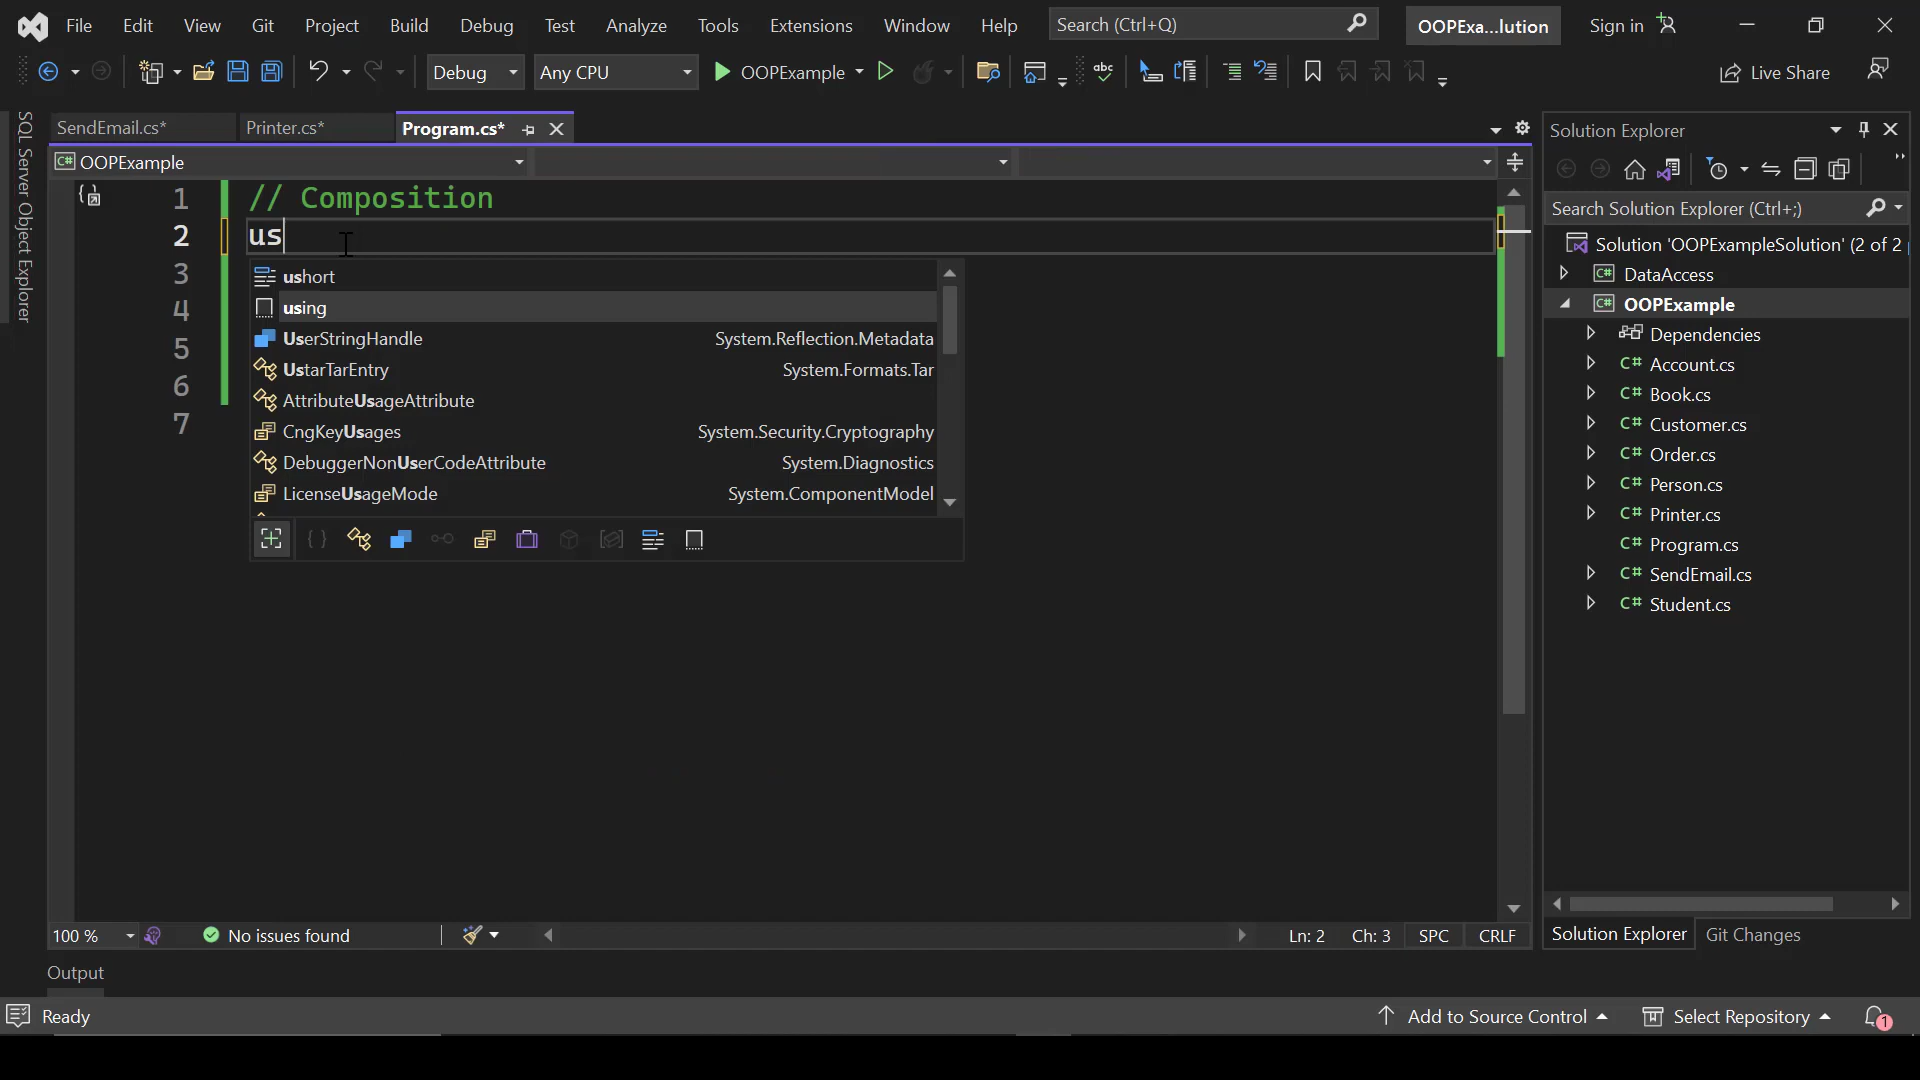 File Edit View Git Project Build Debug Test Analyze Tools Extensions Window Help Search (Ctrl+Q) OOPExa...lution Sign in
Debug Any CPU OOPExample abc Live Share
SQL Server Object Explorer
SendEmail.cs* Printer.cs* Program.cs*
C# OOPExample
1 // Composition
2 us
3
4
5
6
7
ushort
using
UserStringHandle System.Reflection.Metadata
UstarTarEntry System.Formats.Tar
AttributeUsageAttribute
CngKeyUsages System.Security.Cryptography
DebuggerNonUserCodeAttribute System.Diagnostics
LicenseUsageMode System.ComponentModel
Solution Explorer
Search Solution Explorer (Ctrl+;)
Solution 'OOPExampleSolution' (2 of 2
C# DataAccess
C# OOPExample
Dependencies
C# Account.cs
C# Book.cs
C# Customer.cs
C# Order.cs
C# Person.cs
C# Printer.cs
C# Program.cs
C# SendEmail.cs
C# Student.cs
100 % No issues found Ln: 2 Ch: 3 SPC CRLF
Solution Explorer Git Changes
Output
Ready Add to Source Control Select Repository 1